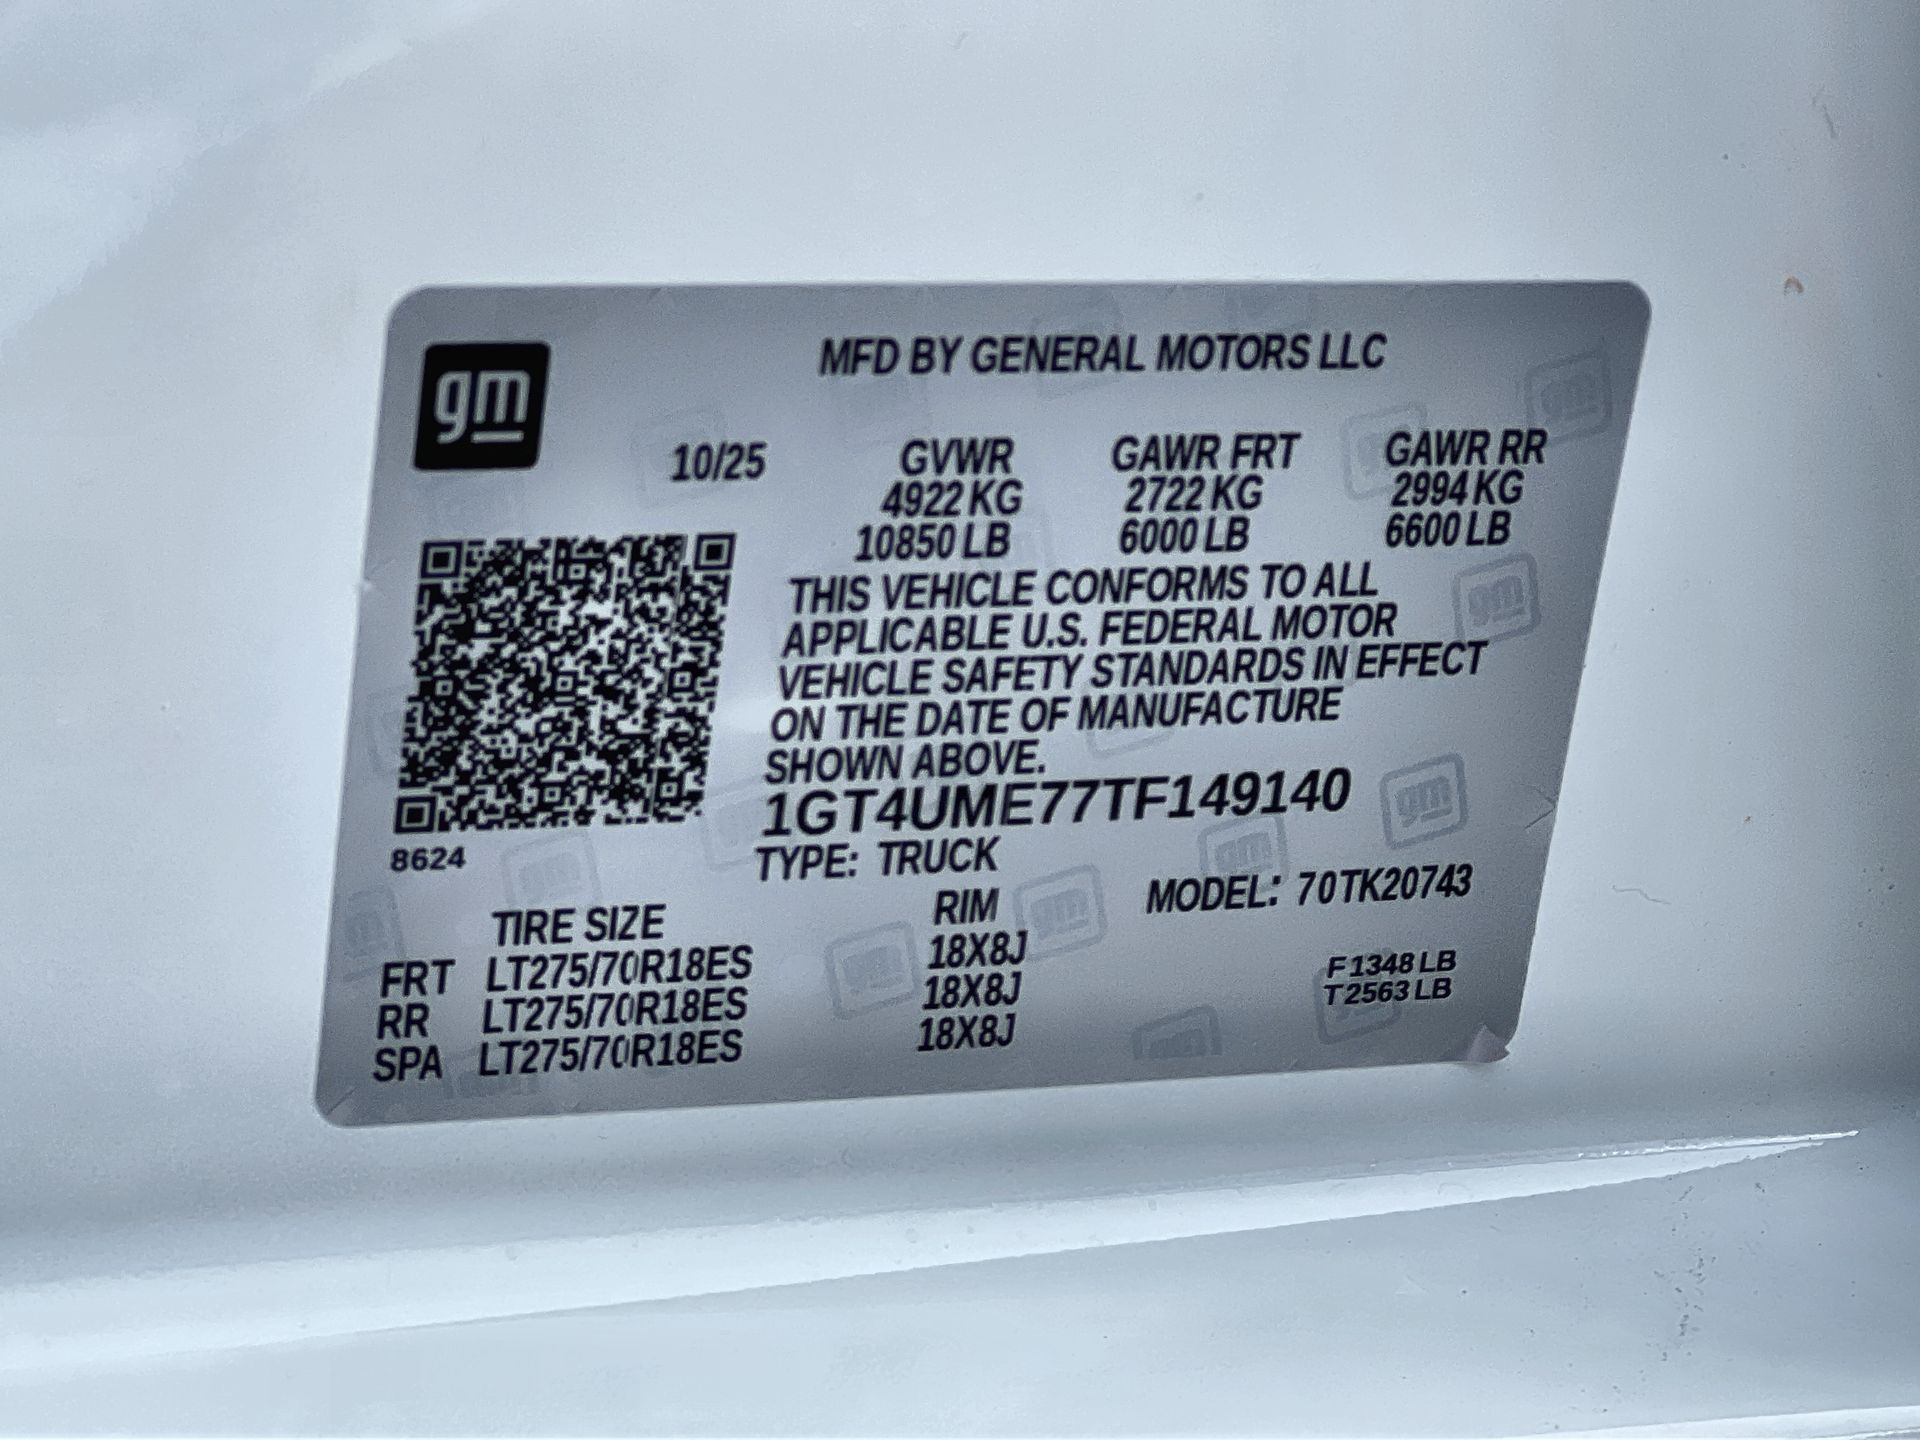 gm
MFD BY GENERAL MOTORS LLC
10/25 GVWR GAWR FRT GAWR RR
4922 KG 2722 KG 2994 KG
10850 LB 6000 LB 6600 LB
THIS VEHICLE CONFORMS TO ALL
APPLICABLE U.S. FEDERAL MOTOR
VEHICLE SAFETY STANDARDS IN EFFECT
ON THE DATE OF MANUFACTURE
SHOWN ABOVE.
1GT4UME77TF149140
8624
TYPE: TRUCK
MODEL: 70TK20743
TIRE SIZE RIM
FRT LT275/70R18ES 18X8J
RR LT275/70R18ES 18X8J
SPA LT275/70R18ES 18X8J
F 1348 LB
T 2563 LB